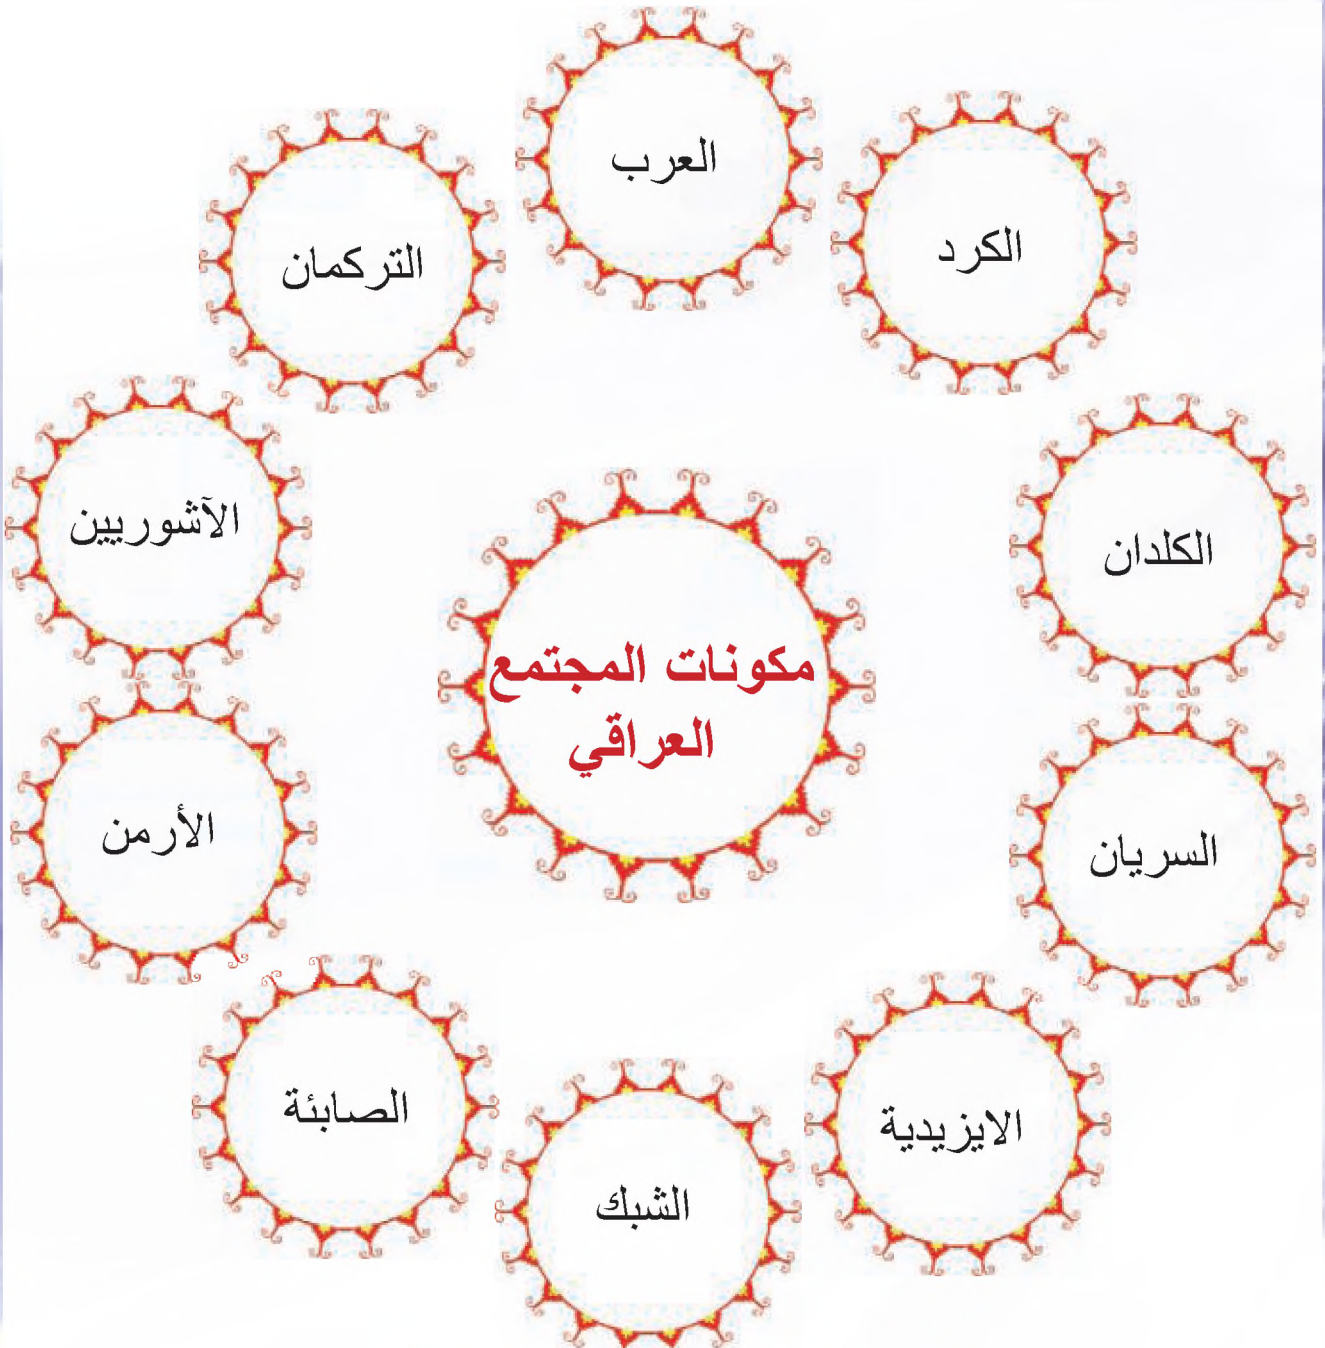 العرب
الكرد
التركمان
الكلدان
الآشوريين
مكونات المجتمع
العراقي
السريان
الأرمن
الايزيدية
الصابئة
الشبك